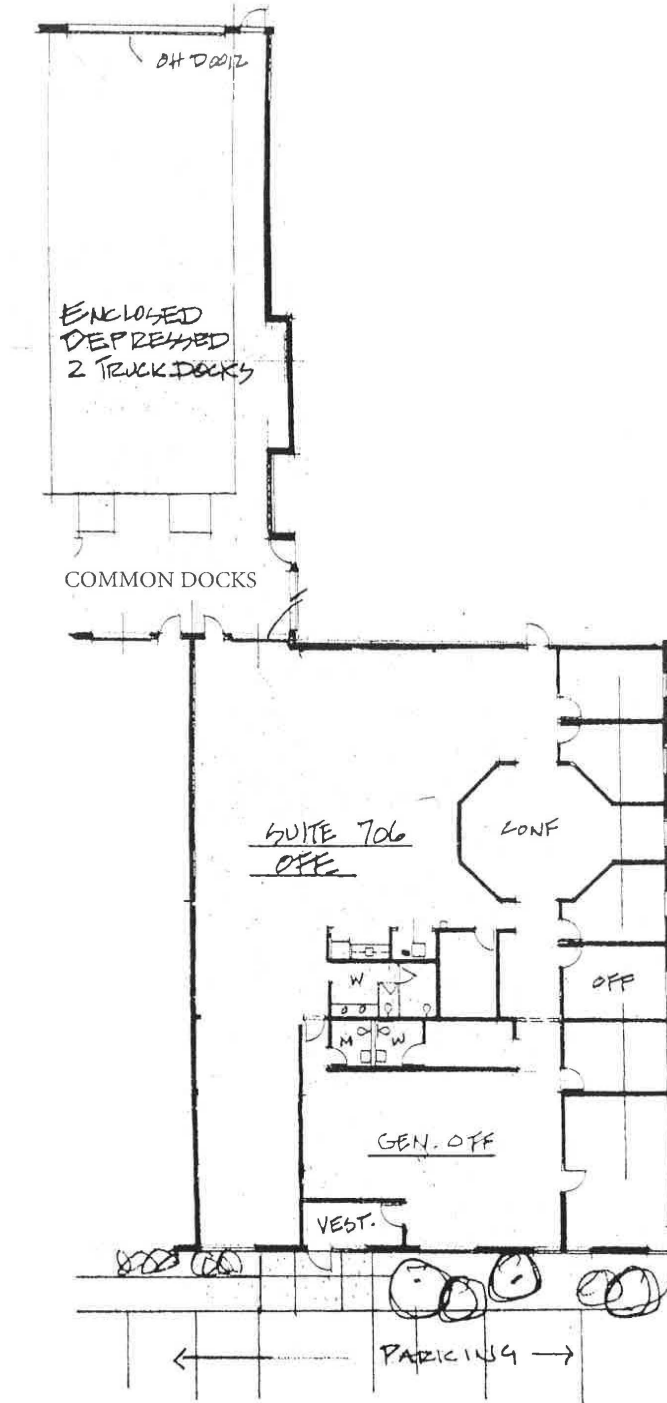 OH DOOR
ENCLOSED
DEPRESSED
2 TRUCK DOCKS
COMMON DOCKS
SUITE 706
OFF.
CONF
W
OFF
M
W
GEN. OFF
VEST.
PARKING